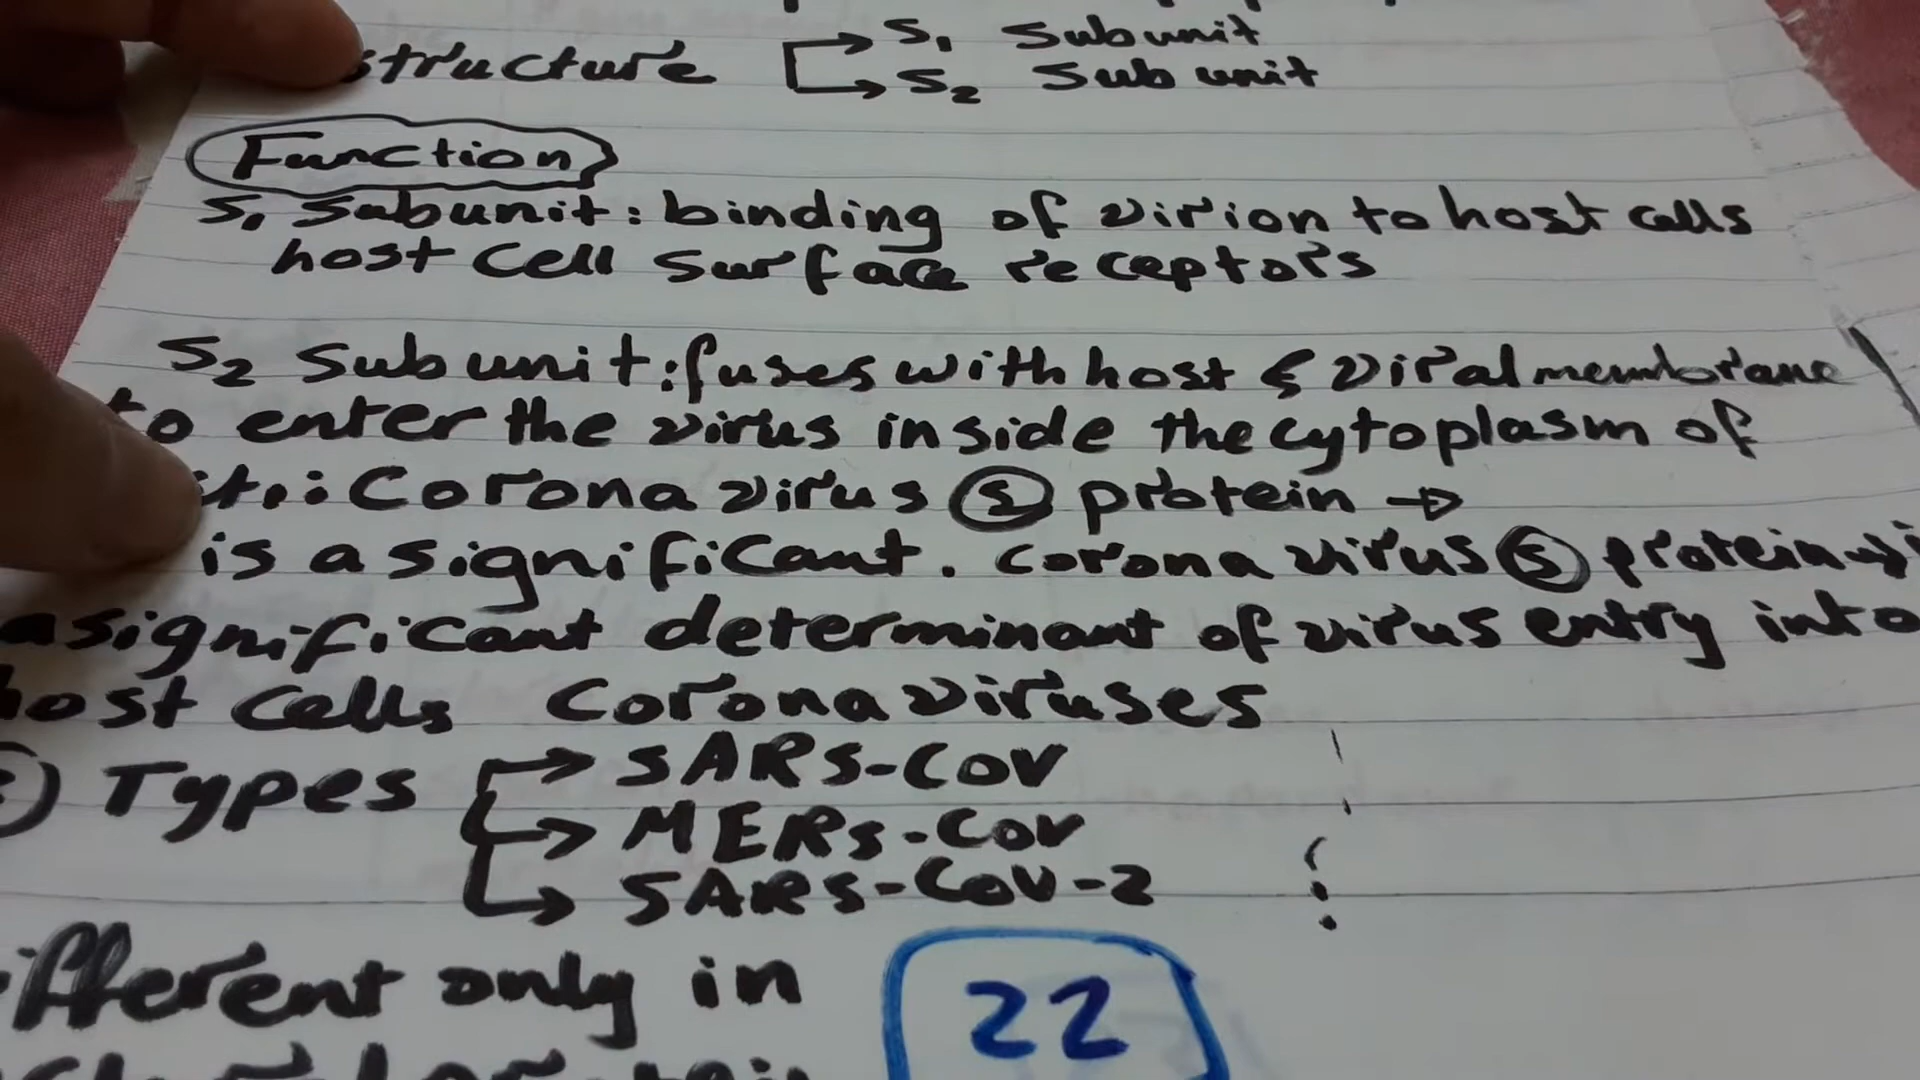 structure S1 Subunit
S2 Sub unit
Function
S1 Subunit: binding of virion to host cells
host cell surface receptors
S2 Subunit: fuses with host & viral membrane
to enter the virus inside the cytoplasm of
Corona virus S protein →
is a significant. corona virus S protein →
a significant determinant of virus entry into
host cells Corona viruses
Types → SARS-COV
→ MERS-COV
→ SARS-COV-2
ifferent only in
22